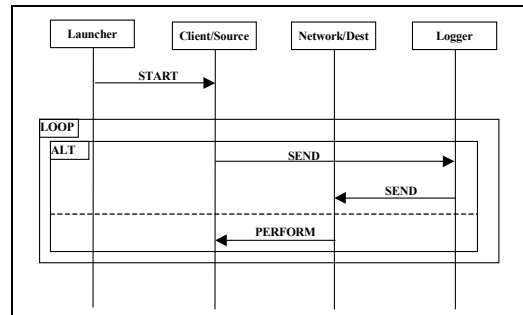 Launcher Client/Source Network/Dest Logger
START
LOOP
ALT
SEND
SEND
PERFORM